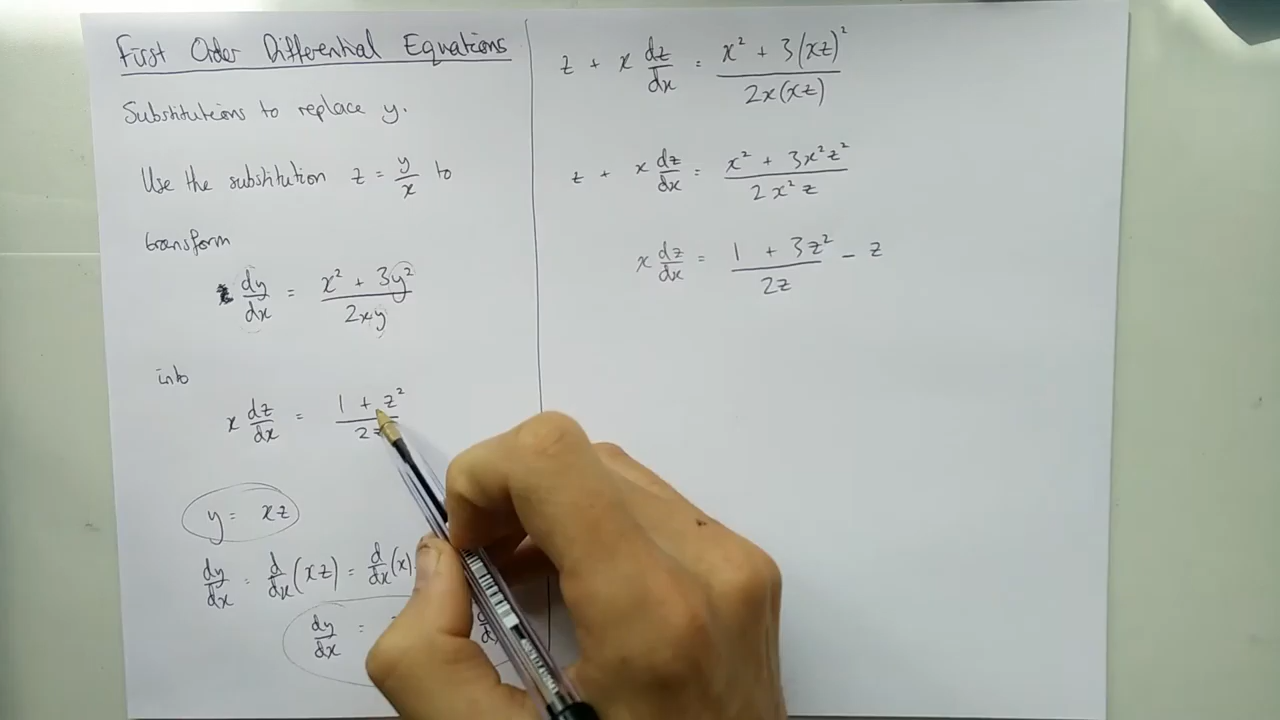 First Order Differential Equations
Substitutions to replace y.
Use the substitution z = y/x to
transform
dy/dx = (x² + 3y²)/(2xy)
into
x dz/dx = (1 + z²)/(2z)
y = xz
dy/dx = d/dx (xz) = d/dx (x)
dy/dx =
z + x dz/dx = (x² + 3(xz)²)/(2x(xz))
z + x dz/dx = (x² + 3x²z²)/(2x²z)
x dz/dx = (1 + 3z²)/(2z) - z